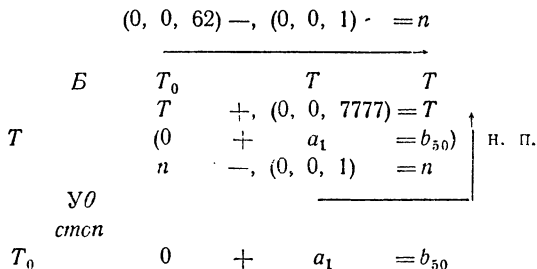 (0, 0, 62) —, (0, 0, 1) · =n
Б T₀ T T
T +, (0, 0, 7777)=T
T (0 + a₁ =b₅₀) н. п.
n —, (0, 0, 1) =n
У0
стоп
T₀ 0 + a₁ =b₅₀